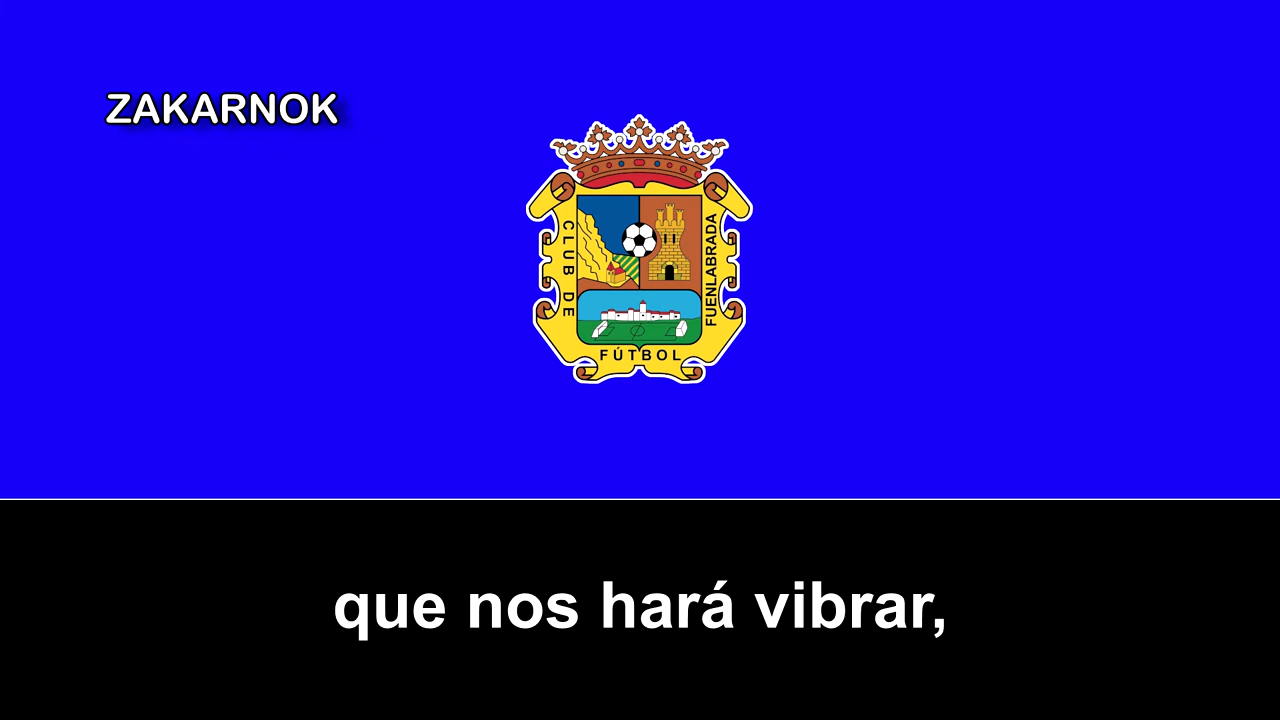 ZAKARNOK
CLUB DE
FUENLABRADA
FÚTBOL
que nos hará vibrar,